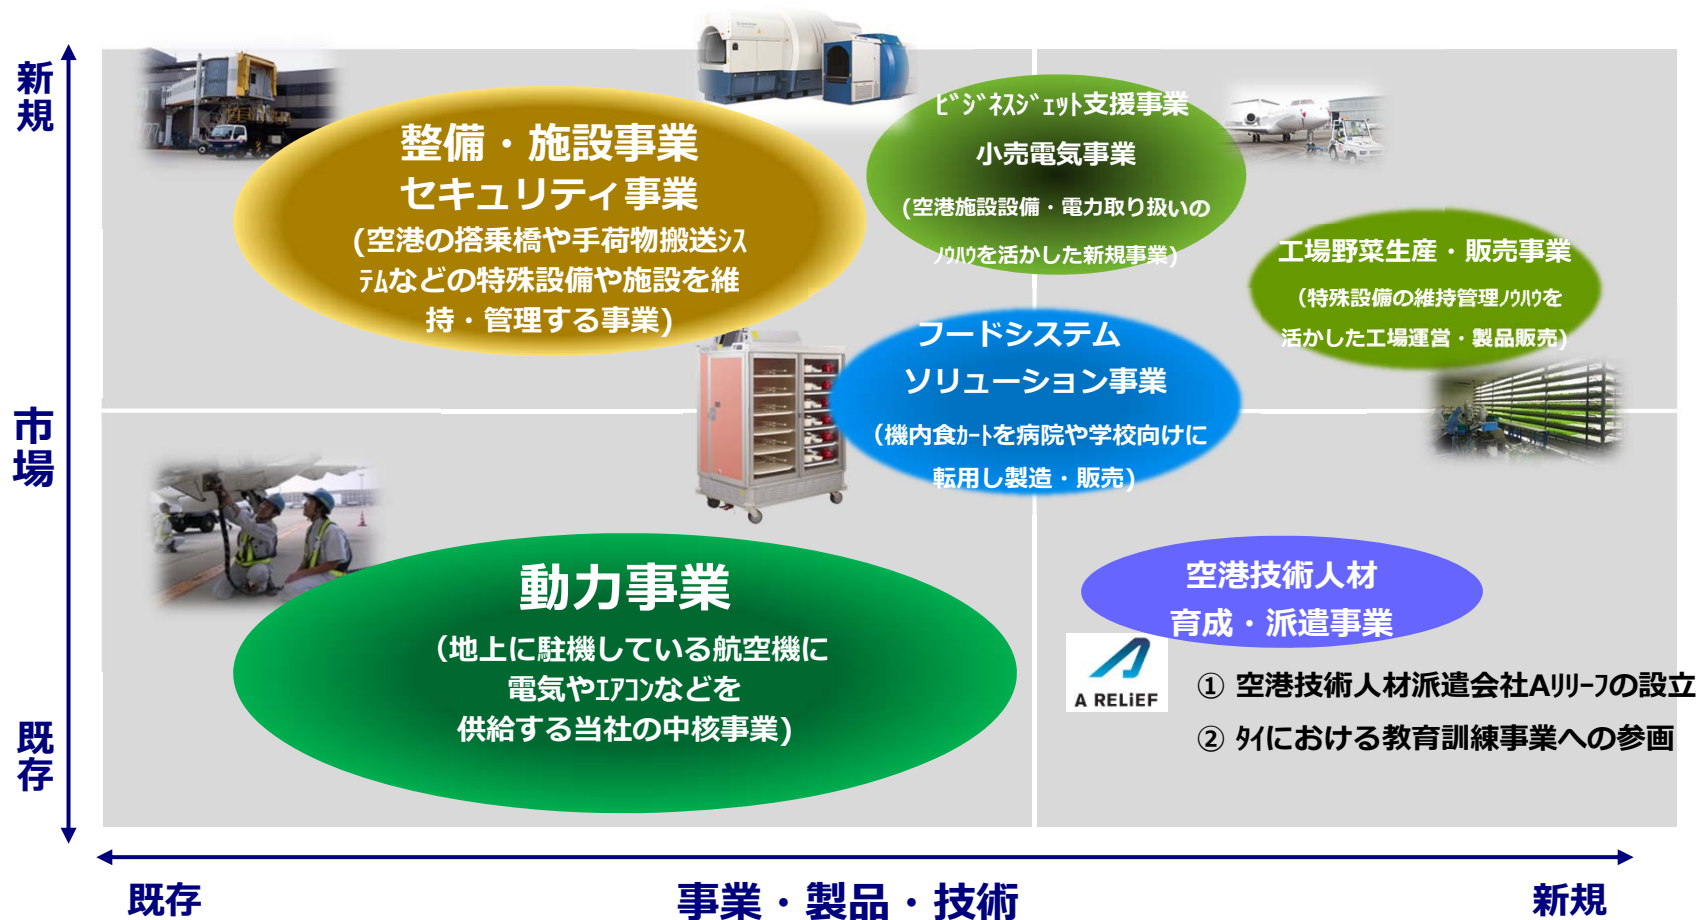 新規
市場
既存
整備・施設事業
セキュリティ事業
(空港の搭乗橋や手荷物搬送ｼｽ
ﾃﾑなどの特殊設備や施設を維
持・管理する事業)
ﾋﾞｼﾞﾈｽｼﾞｪｯﾄ支援事業
小売電気事業
(空港施設設備・電力取り扱いの
ﾉｳﾊｳを活かした新規事業)
工場野菜生産・販売事業
（特殊設備の維持管理ﾉｳﾊｳを
活かした工場運営・製品販売)
フードシステム
ソリューション事業
（機内食ｶｰﾄを病院や学校向けに
転用し製造・販売)
動力事業
（地上に駐機している航空機に
電気やｴｱｺﾝなどを
供給する当社の中核事業)
空港技術人材
育成・派遣事業
A RELiEF
① 空港技術人材派遣会社Aﾘﾘｰﾌの設立
② ﾀｲにおける教育訓練事業への参画
既存
事業・製品・技術
新規